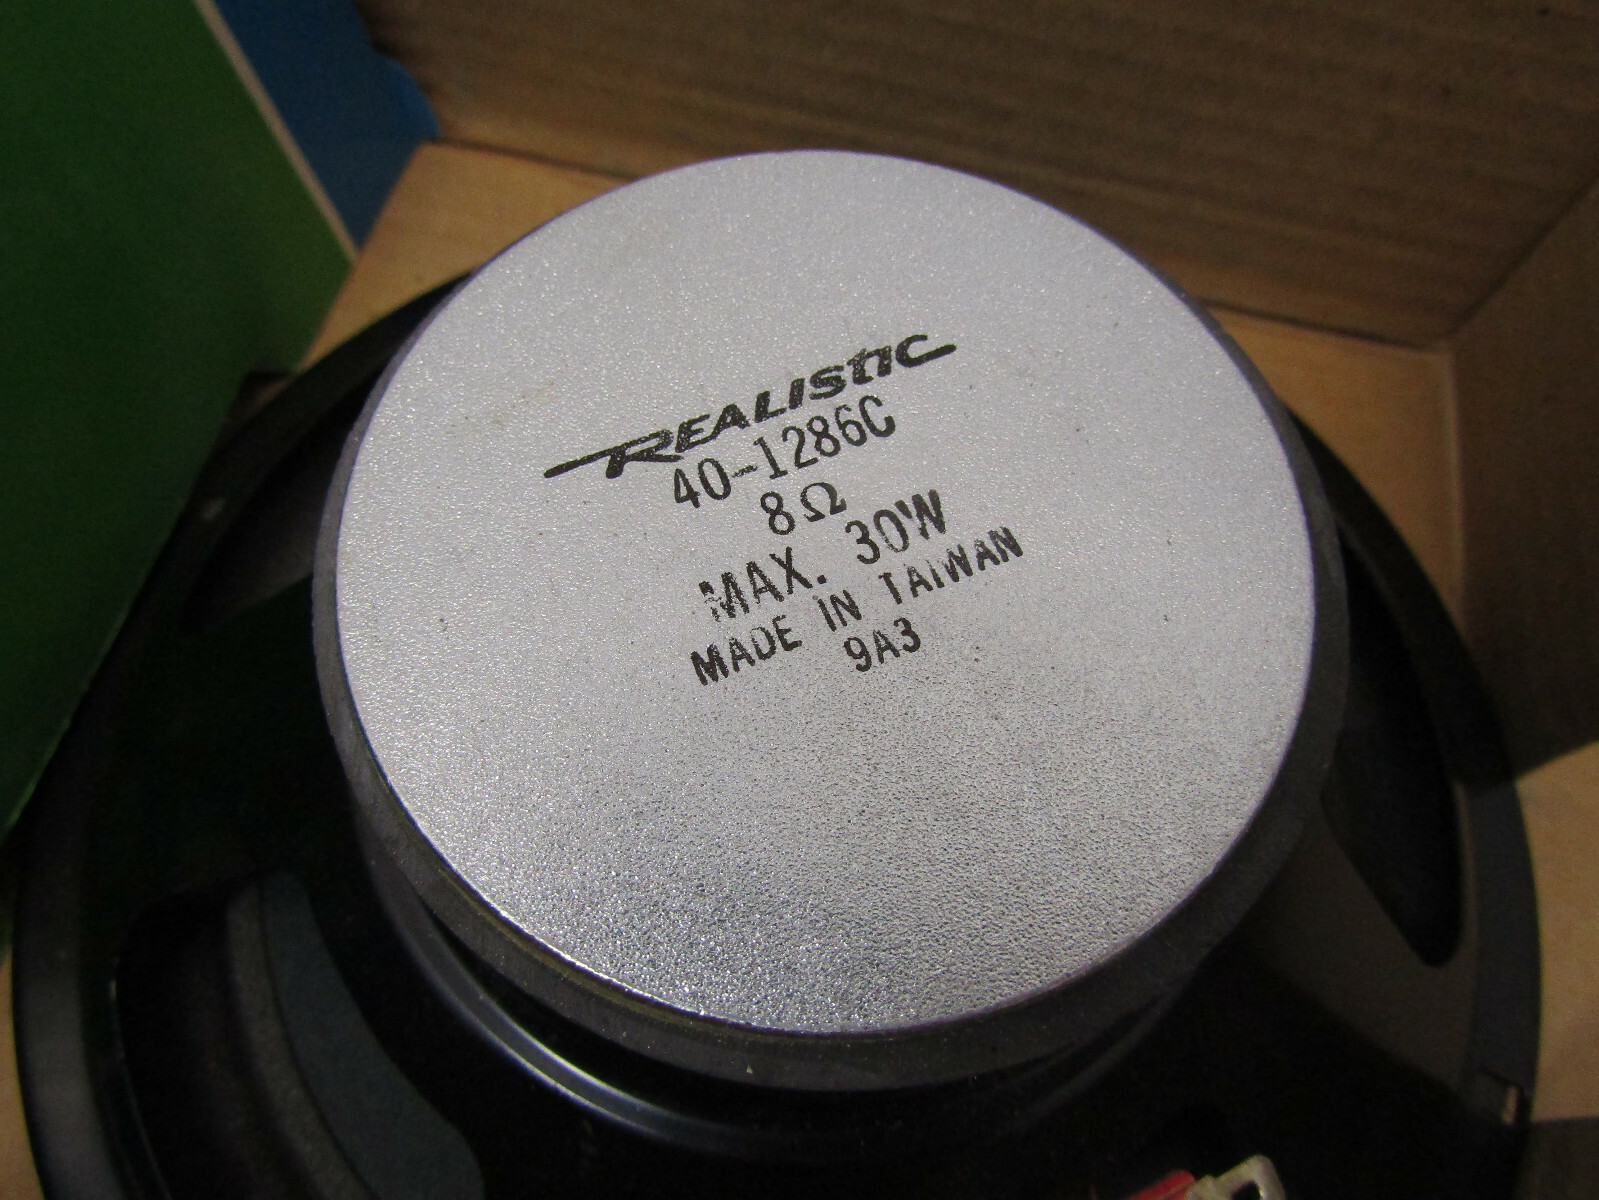 REALISTIC
40-1286C
8Ω
MAX. 30W
MADE IN TAIWAN
9A3